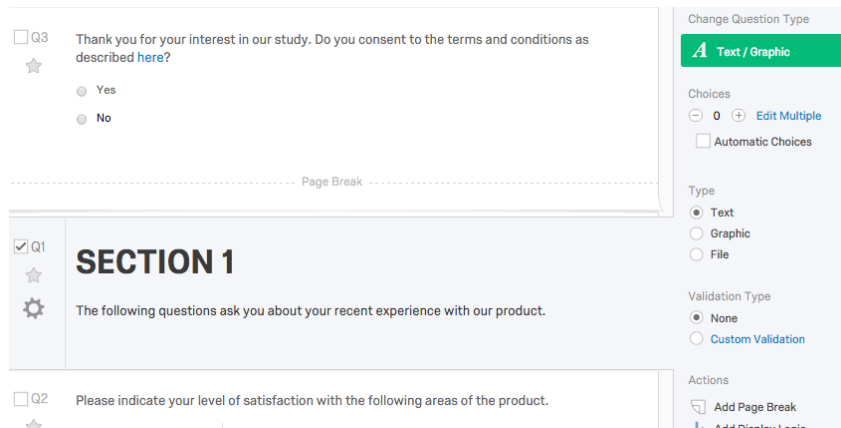 Q3
Thank you for your interest in our study. Do you consent to the terms and conditions as
described here?
Yes
No
Page Break
Q1
SECTION 1
The following questions ask you about your recent experience with our product.
Q2
Please indicate your level of satisfaction with the following areas of the product.
Change Question Type
A Text / Graphic
Choices
0 Edit Multiple
Automatic Choices
Type
Text
Graphic
File
Validation Type
None
Custom Validation
Actions
Add Page Break
Add Display Logic